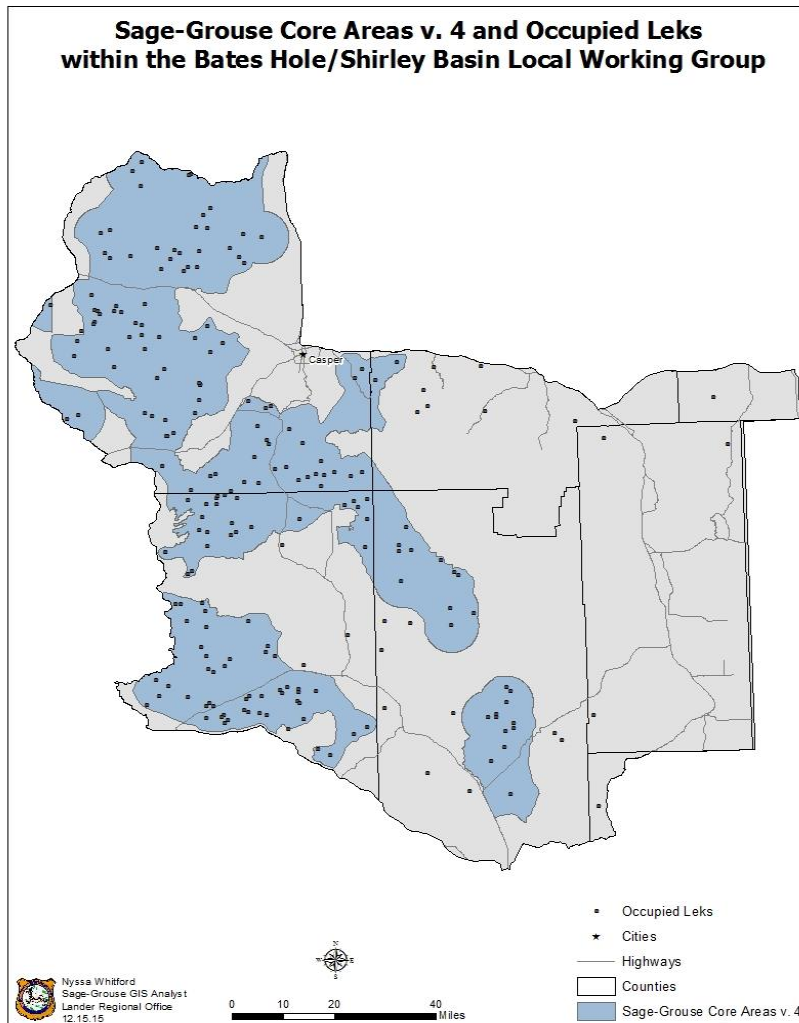 Sage-Grouse Core Areas v. 4 and Occupied Leks
within the Bates Hole/Shirley Basin Local Working Group
Casper
Occupied Leks
Cities
Highways
Counties
Sage-Grouse Core Areas v. 4
N
W E
S
Nyssa Whitford
Sage-Grouse GIS Analyst
Lander Regional Office
12.15.15
0 10 20 40
Miles